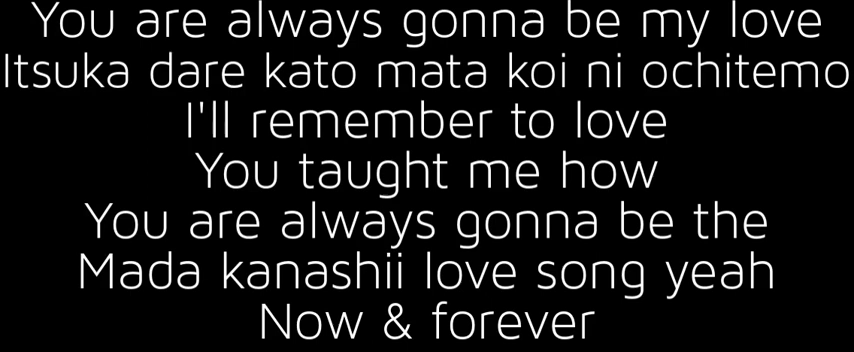 You are always gonna be my love
Itsuka dare kato mata koi ni ochitemo
I'll remember to love
You taught me how
You are always gonna be the
Mada kanashii love song yeah
Now & forever